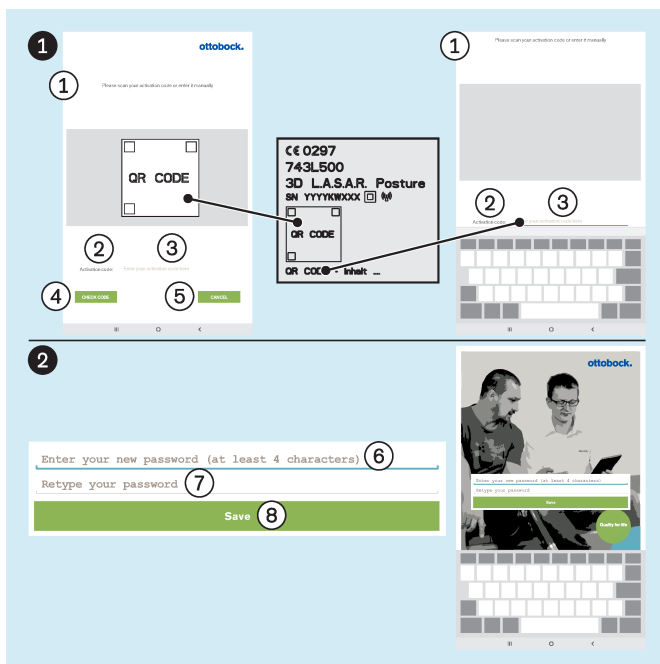 1
ottobock.
1
Please scan your activation code or enter it manually
QR CODE
2
3
Activation code:
Enter your activation code here
4
CHECK CODE
5
CANCEL
CE 0297
743L500
3D L.A.S.A.R. Posture
SN YYYYKWXXX
QR CODE
QR CODE - Inhalt ...
1
Please scan your activation code or enter it manually
2
3
Activation code:
your activation code here
2
Enter your new password (at least 4 characters)
6
Retype your password
7
Save
8
ottobock.
Enter your new password (at least 4 characters)
Retype your password
Save
Quality for life